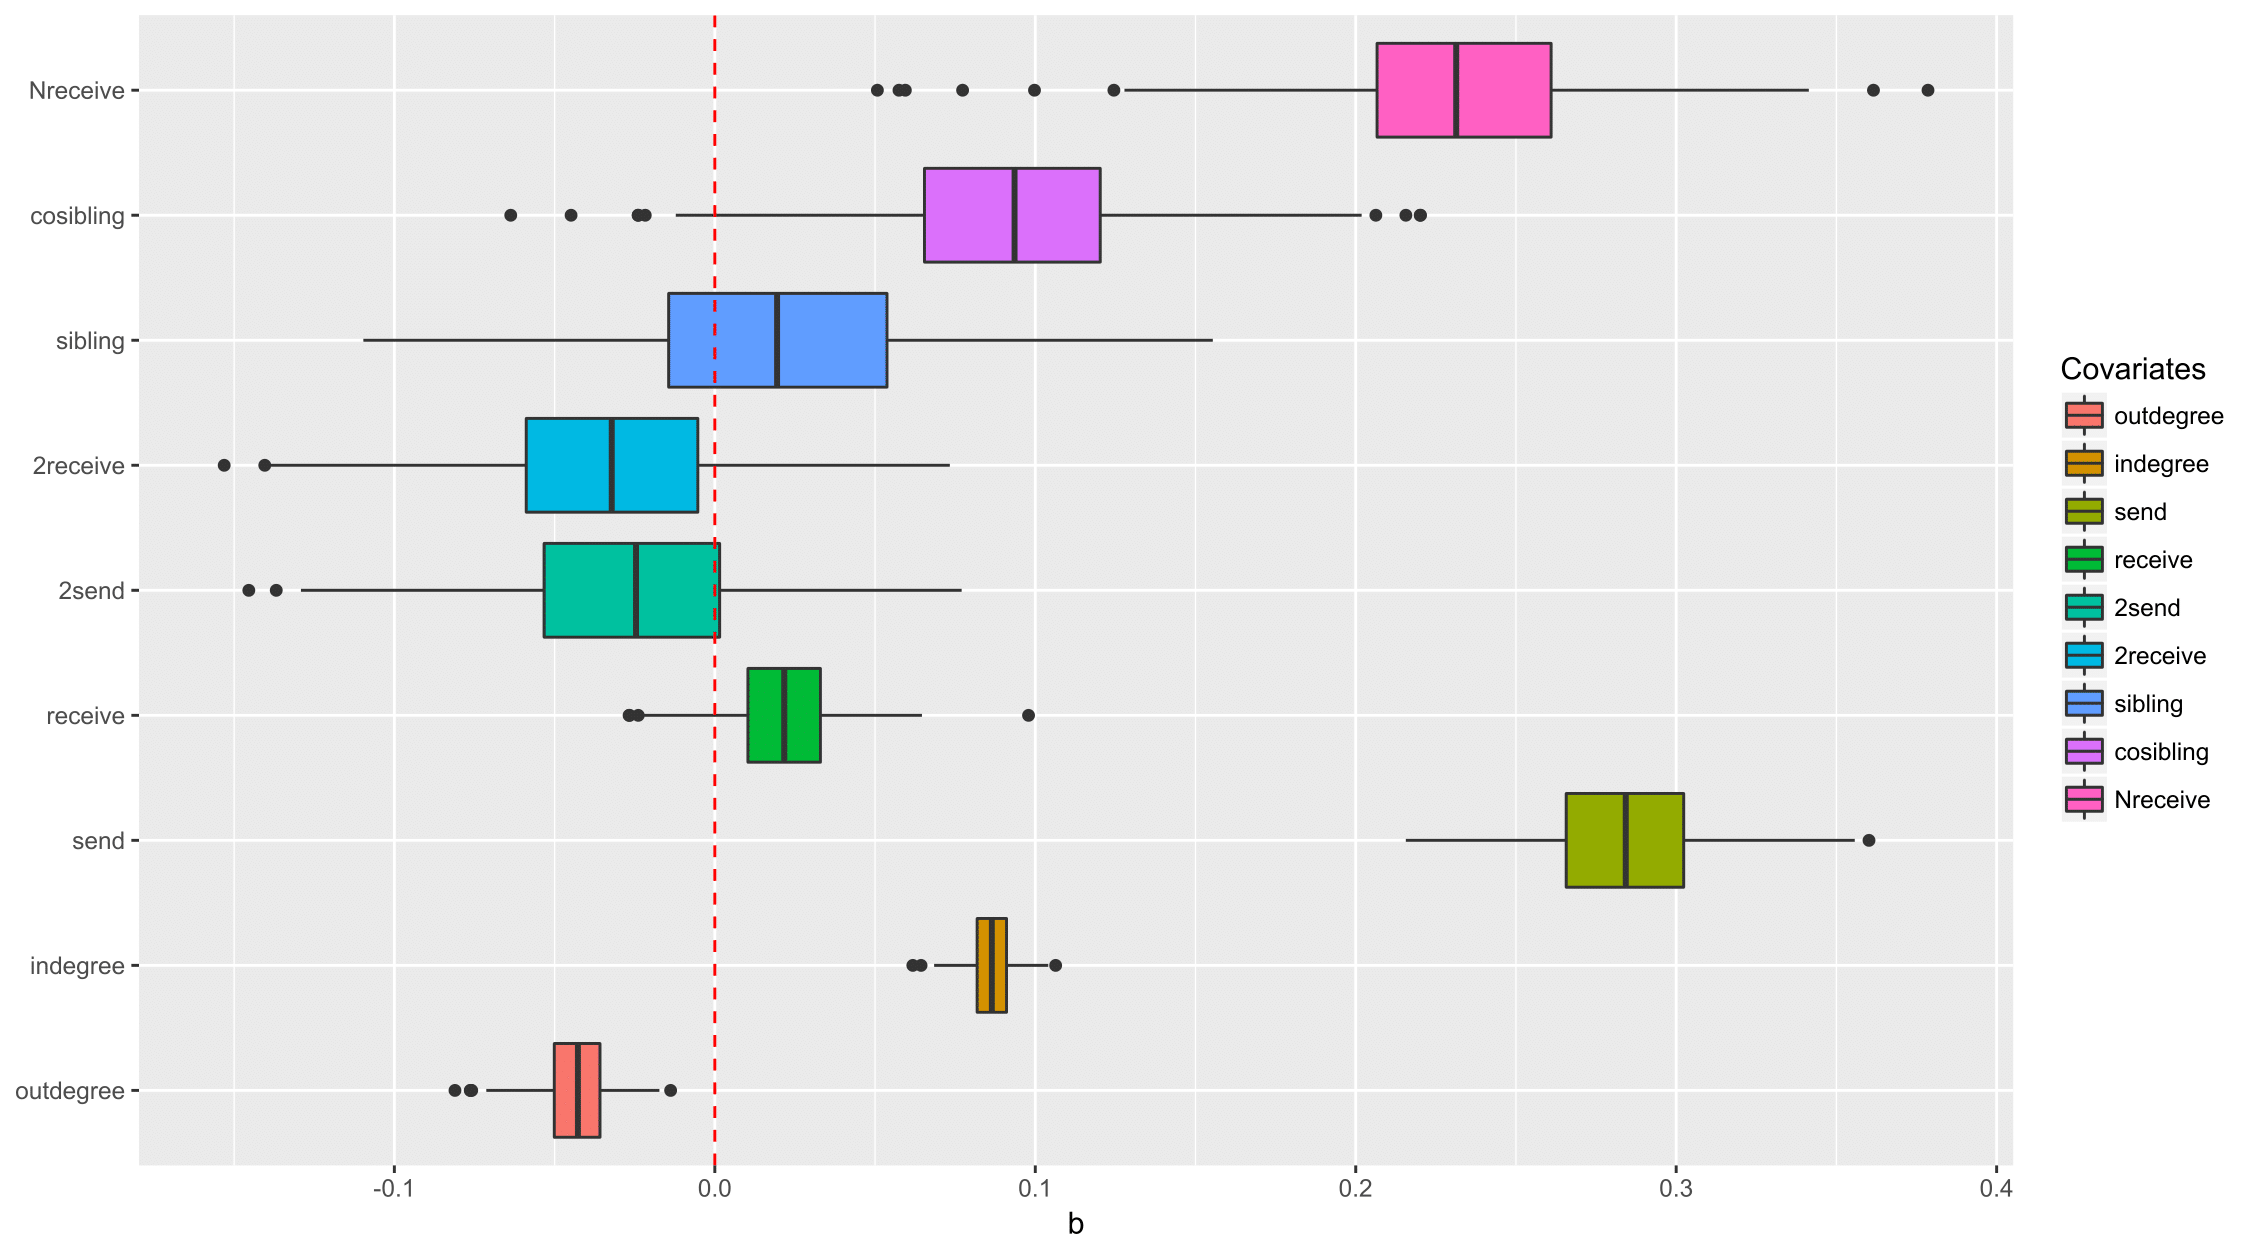 Nreceive
cosibling
sibling
2receive
2send
receive
send
indegree
outdegree
-0.1 0.0 0.1 0.2 0.3 0.4
b
Covariates
outdegree
indegree
send
receive
2send
2receive
sibling
cosibling
Nreceive